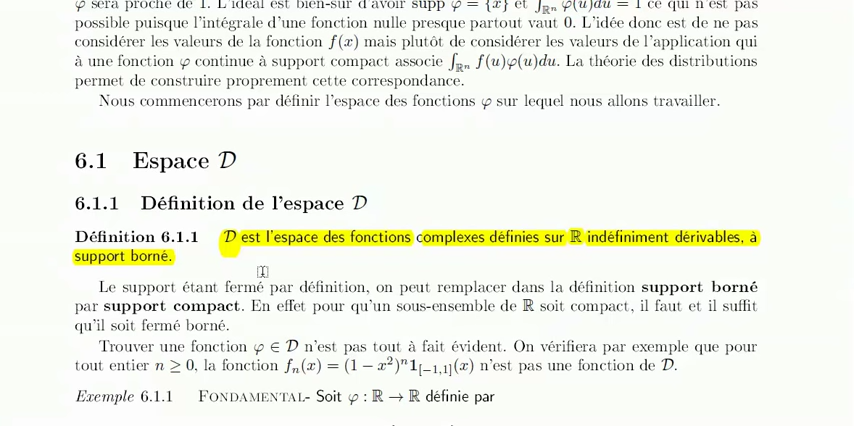 φ sera proche de 1. L'idéal est bien-sur d'avoir supp φ = {x} et ∫ℝⁿ φ(u)du = 1 ce qui n'est pas
possible puisque l'intégrale d'une fonction nulle presque partout vaut 0. L'idée donc est de ne pas
considérer les valeurs de la fonction f(x) mais plutôt de considérer les valeurs de l'application qui
à une fonction φ continue à support compact associe ∫ℝⁿ f(u)φ(u)du. La théorie des distributions
permet de construire proprement cette correspondance.
Nous commencerons par définir l'espace des fonctions φ sur lequel nous allons travailler.
6.1 Espace 𝒟
6.1.1 Définition de l'espace 𝒟
Définition 6.1.1 𝒟 est l'espace des fonctions complexes définies sur ℝ indéfiniment dérivables, à
support borné.
Le support étant fermé par définition, on peut remplacer dans la définition support borné
par support compact. En effet pour qu'un sous-ensemble de ℝ soit compact, il faut et il suffit
qu'il soit fermé borné.
Trouver une fonction φ ∈ 𝒟 n'est pas tout à fait évident. On vérifiera par exemple que pour
tout entier n ≥ 0, la fonction fₙ(x) = (1 − x²)ⁿ1[−1,1](x) n'est pas une fonction de 𝒟.
Exemple 6.1.1 FONDAMENTAL- Soit φ : ℝ → ℝ définie par